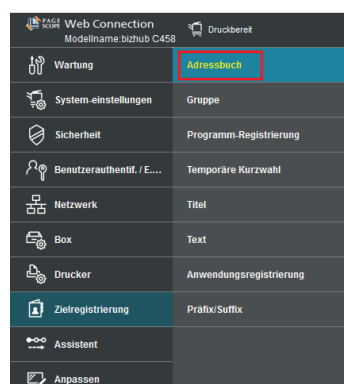 PAGE SCOPE Web Connection
Modellname:bizhub C458
Druckbereit
Wartung
System-einstellungen
Sicherheit
Benutzerauthentif. / E....
Netzwerk
Box
Drucker
Zielregistrierung
Assistent
Anpassen
Adressbuch
Gruppe
Programm-Registrierung
Temporäre Kurzwahl
Titel
Text
Anwendungsregistrierung
Präfix/Suffix